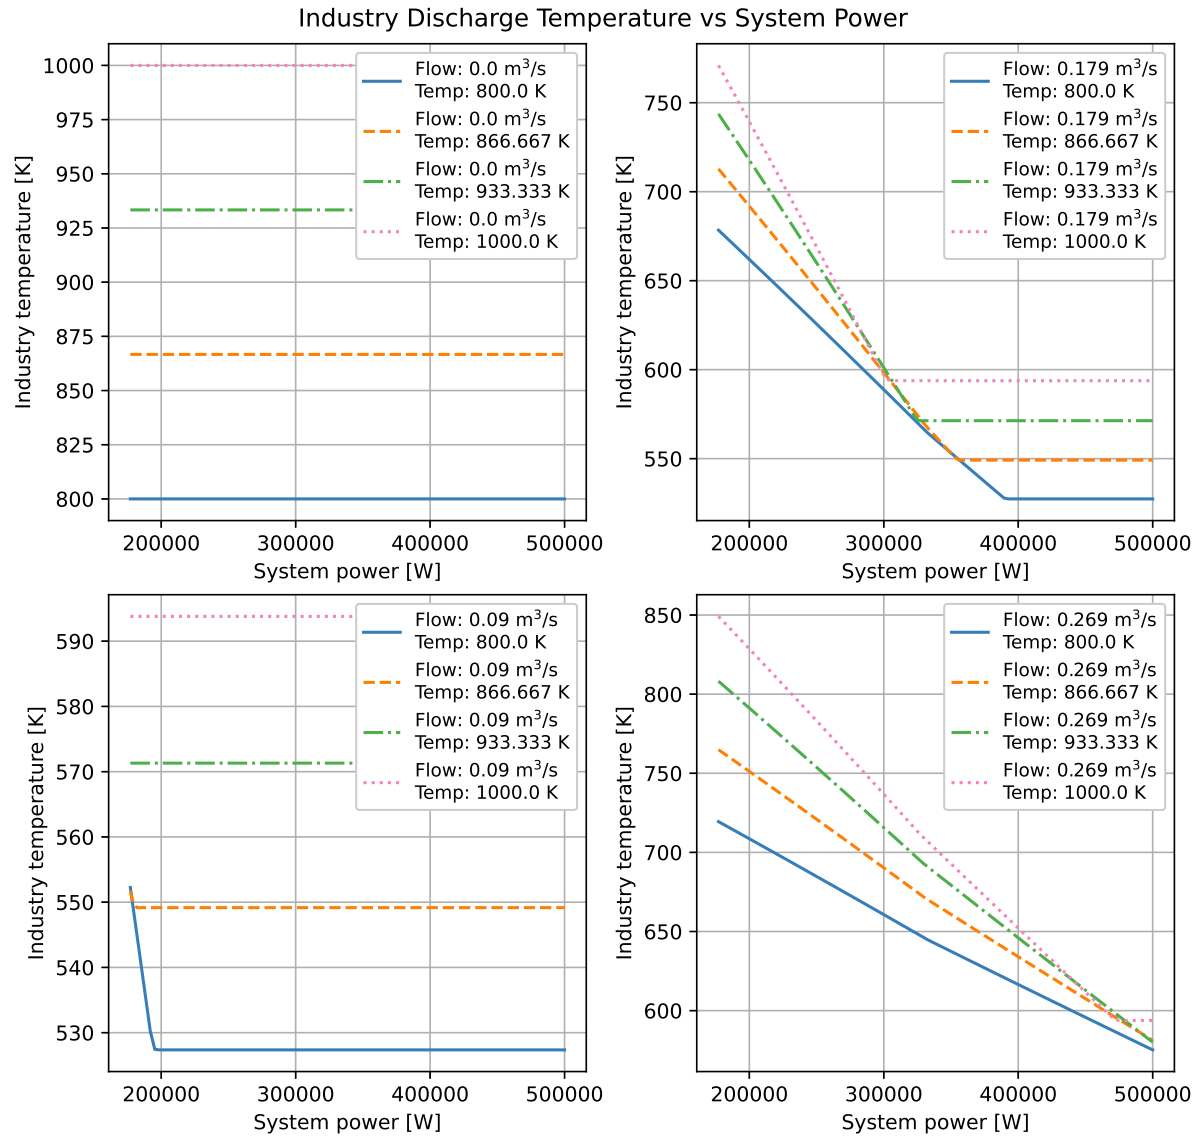 Industry Discharge Temperature vs System Power
1000
975
950
925
900
875
850
825
800
Industry temperature [K]
200000 300000 400000 500000
System power [W]
Flow: 0.0 m³/s
Temp: 800.0 K
Flow: 0.0 m³/s
Temp: 866.667 K
Flow: 0.0 m³/s
Temp: 933.333 K
Flow: 0.0 m³/s
Temp: 1000.0 K
750
700
650
600
550
Industry temperature [K]
200000 300000 400000 500000
System power [W]
Flow: 0.179 m³/s
Temp: 800.0 K
Flow: 0.179 m³/s
Temp: 866.667 K
Flow: 0.179 m³/s
Temp: 933.333 K
Flow: 0.179 m³/s
Temp: 1000.0 K
590
580
570
560
550
540
530
Industry temperature [K]
200000 300000 400000 500000
System power [W]
Flow: 0.09 m³/s
Temp: 800.0 K
Flow: 0.09 m³/s
Temp: 866.667 K
Flow: 0.09 m³/s
Temp: 933.333 K
Flow: 0.09 m³/s
Temp: 1000.0 K
850
800
750
700
650
600
Industry temperature [K]
200000 300000 400000 500000
System power [W]
Flow: 0.269 m³/s
Temp: 800.0 K
Flow: 0.269 m³/s
Temp: 866.667 K
Flow: 0.269 m³/s
Temp: 933.333 K
Flow: 0.269 m³/s
Temp: 1000.0 K